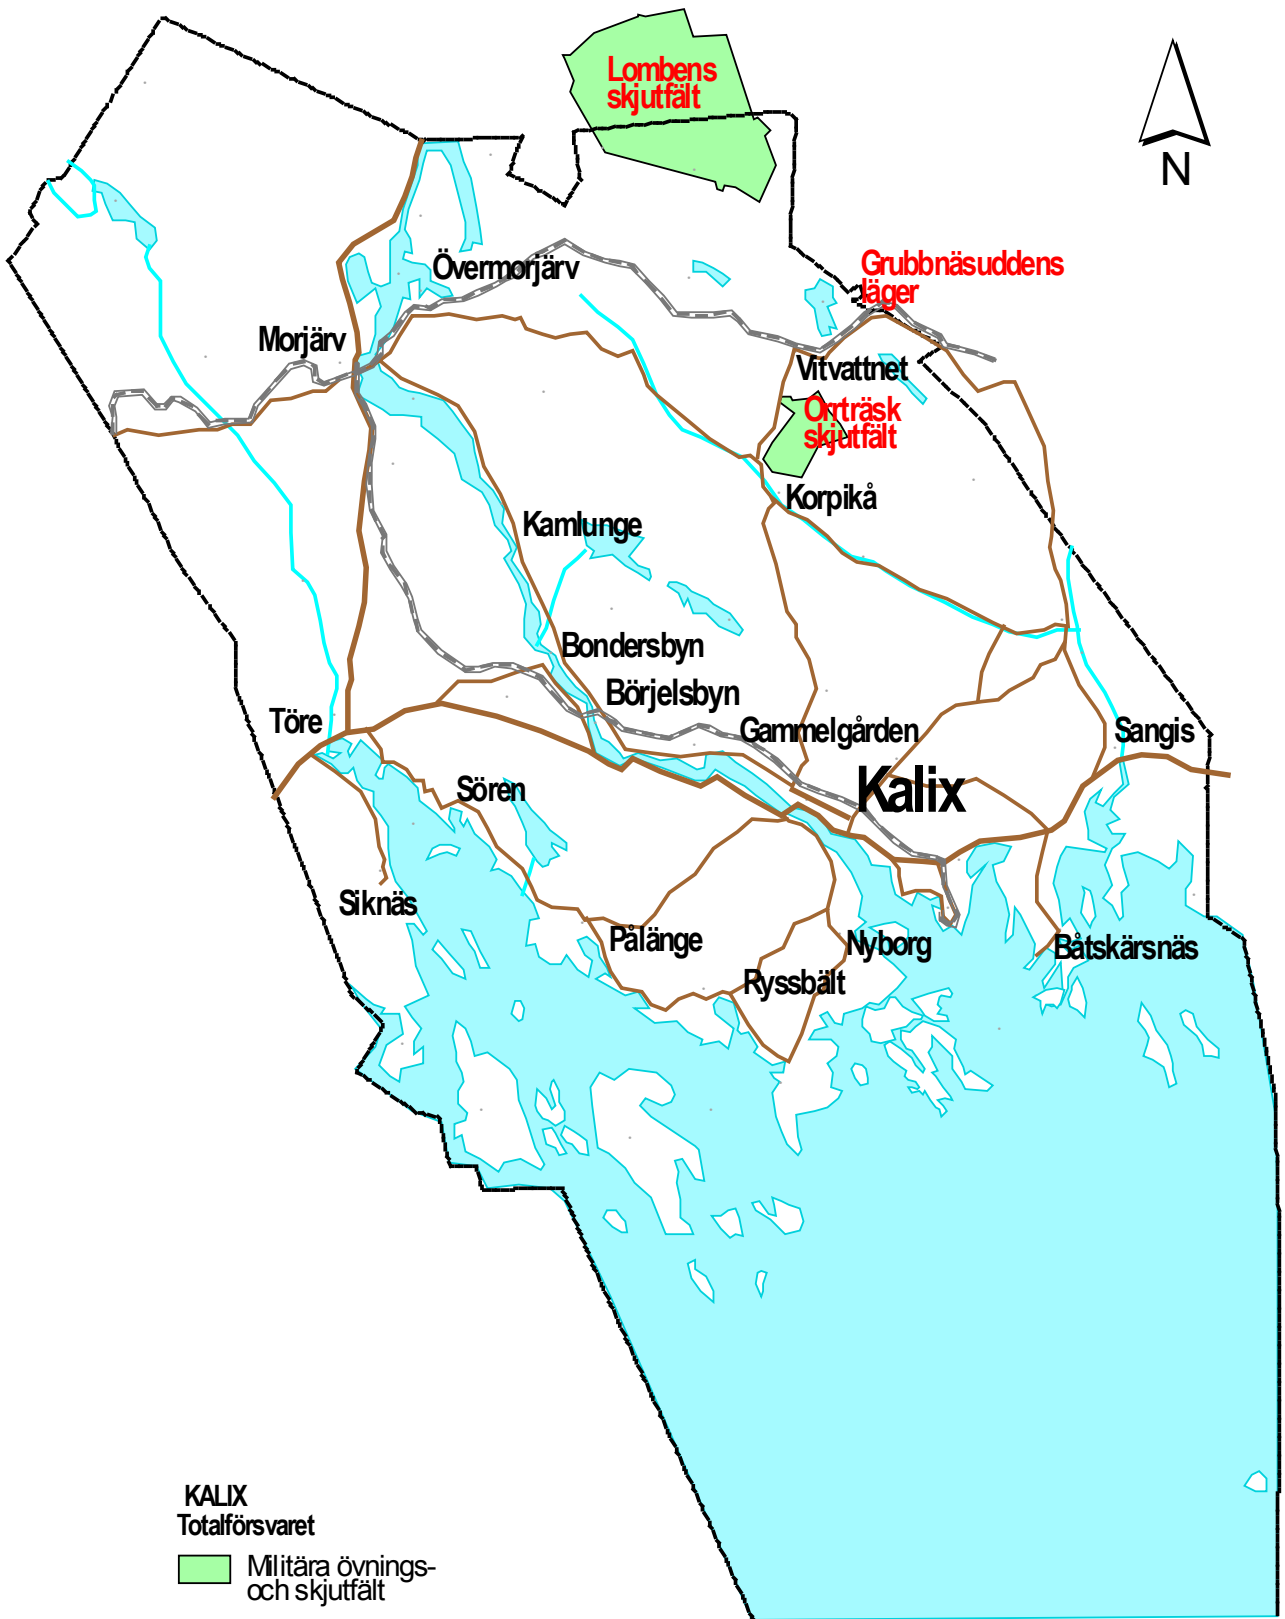 Lombens
skjutfält
N
Övermorjärv
Grubbnäsuddens
läger
Morjärv
Vitvattnet
Orrträsk
skjutfält
Korpikå
Kamlunge
Bondersbyn
Börjelsbyn
Töre
Gammelgården
Sangis
Kalix
Sören
Siknäs
Pålänge
Nyborg
Båtskärsnäs
Ryssbält
KALIX
Totalförsvaret
Militära övnings-
och skjutfält